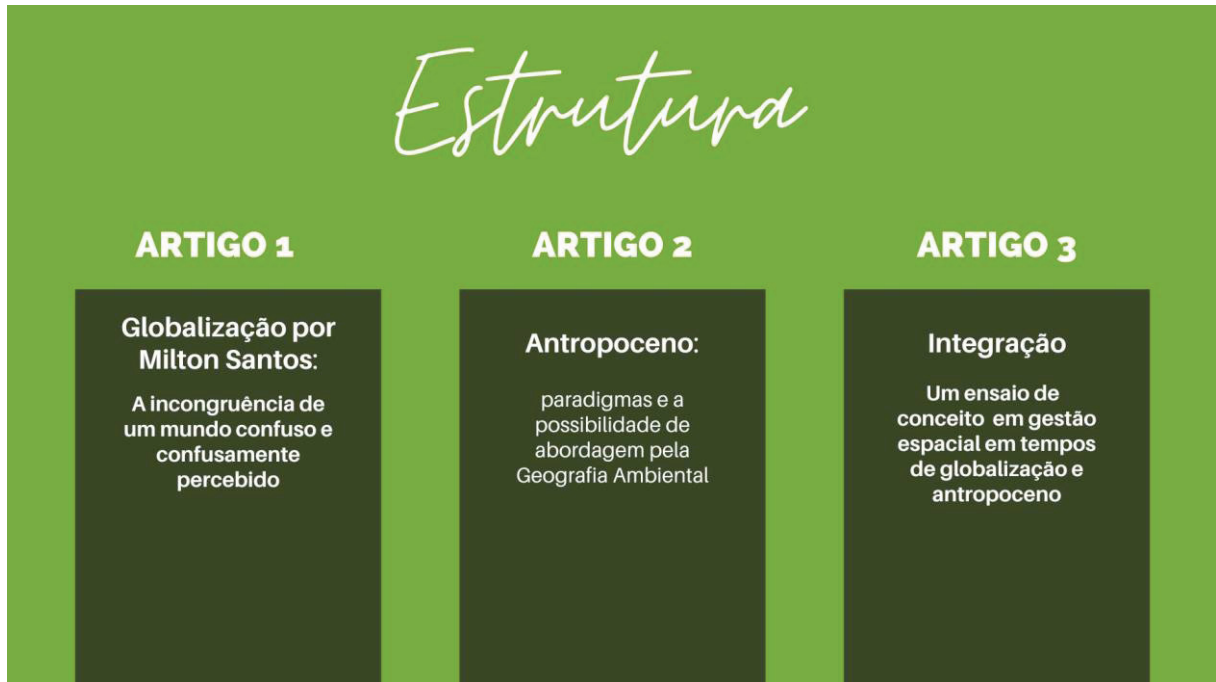 Estrutura
ARTIGO 1
Globalização por
Milton Santos:
A incongruência de
um mundo confuso e
confusamente
percebido
ARTIGO 2
Antropoceno:
paradigmas e a
possibilidade de
abordagem pela
Geografia Ambiental
ARTIGO 3
Integração
Um ensaio de
conceito em gestão
espacial em tempos
de globalização e
antropoceno